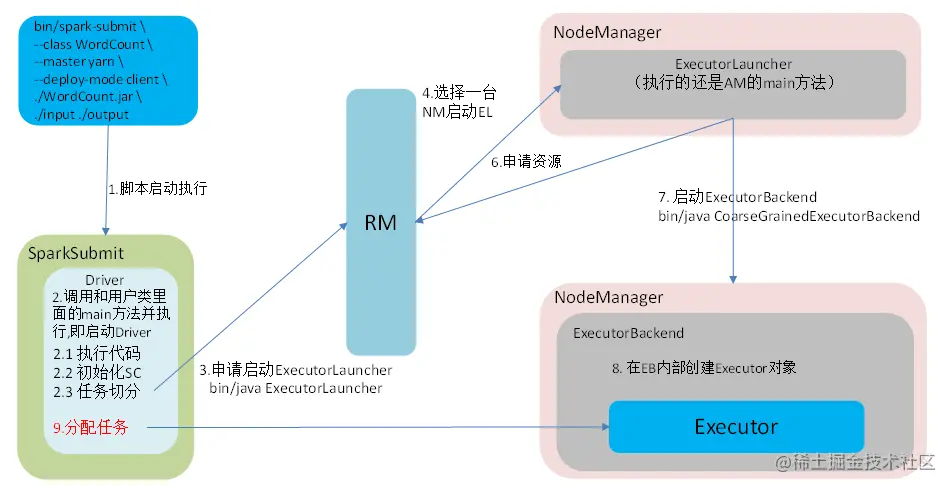 bin/spark-submit \
--class WordCount \
--master yarn \
--deploy-mode client \
./WordCount.jar \
./input ./output
1.脚本启动执行
SparkSubmit
Driver
2.调用和用户类里
面的main方法并执
行,即启动Driver
2.1 执行代码
2.2 初始化SC
2.3 任务切分
9.分配任务
3.申请启动ExecutorLauncher
bin/java ExecutorLauncher
RM
4.选择一台
NM启动EL
6.申请资源
NodeManager
ExecutorLauncher
（执行的还是AM的main方法）
7. 启动ExecutorBackend
bin/java CoarseGrainedExecutorBackend
NodeManager
ExecutorBackend
8. 在EB内部创建Executor对象
Executor
@稀土掘金技术社区